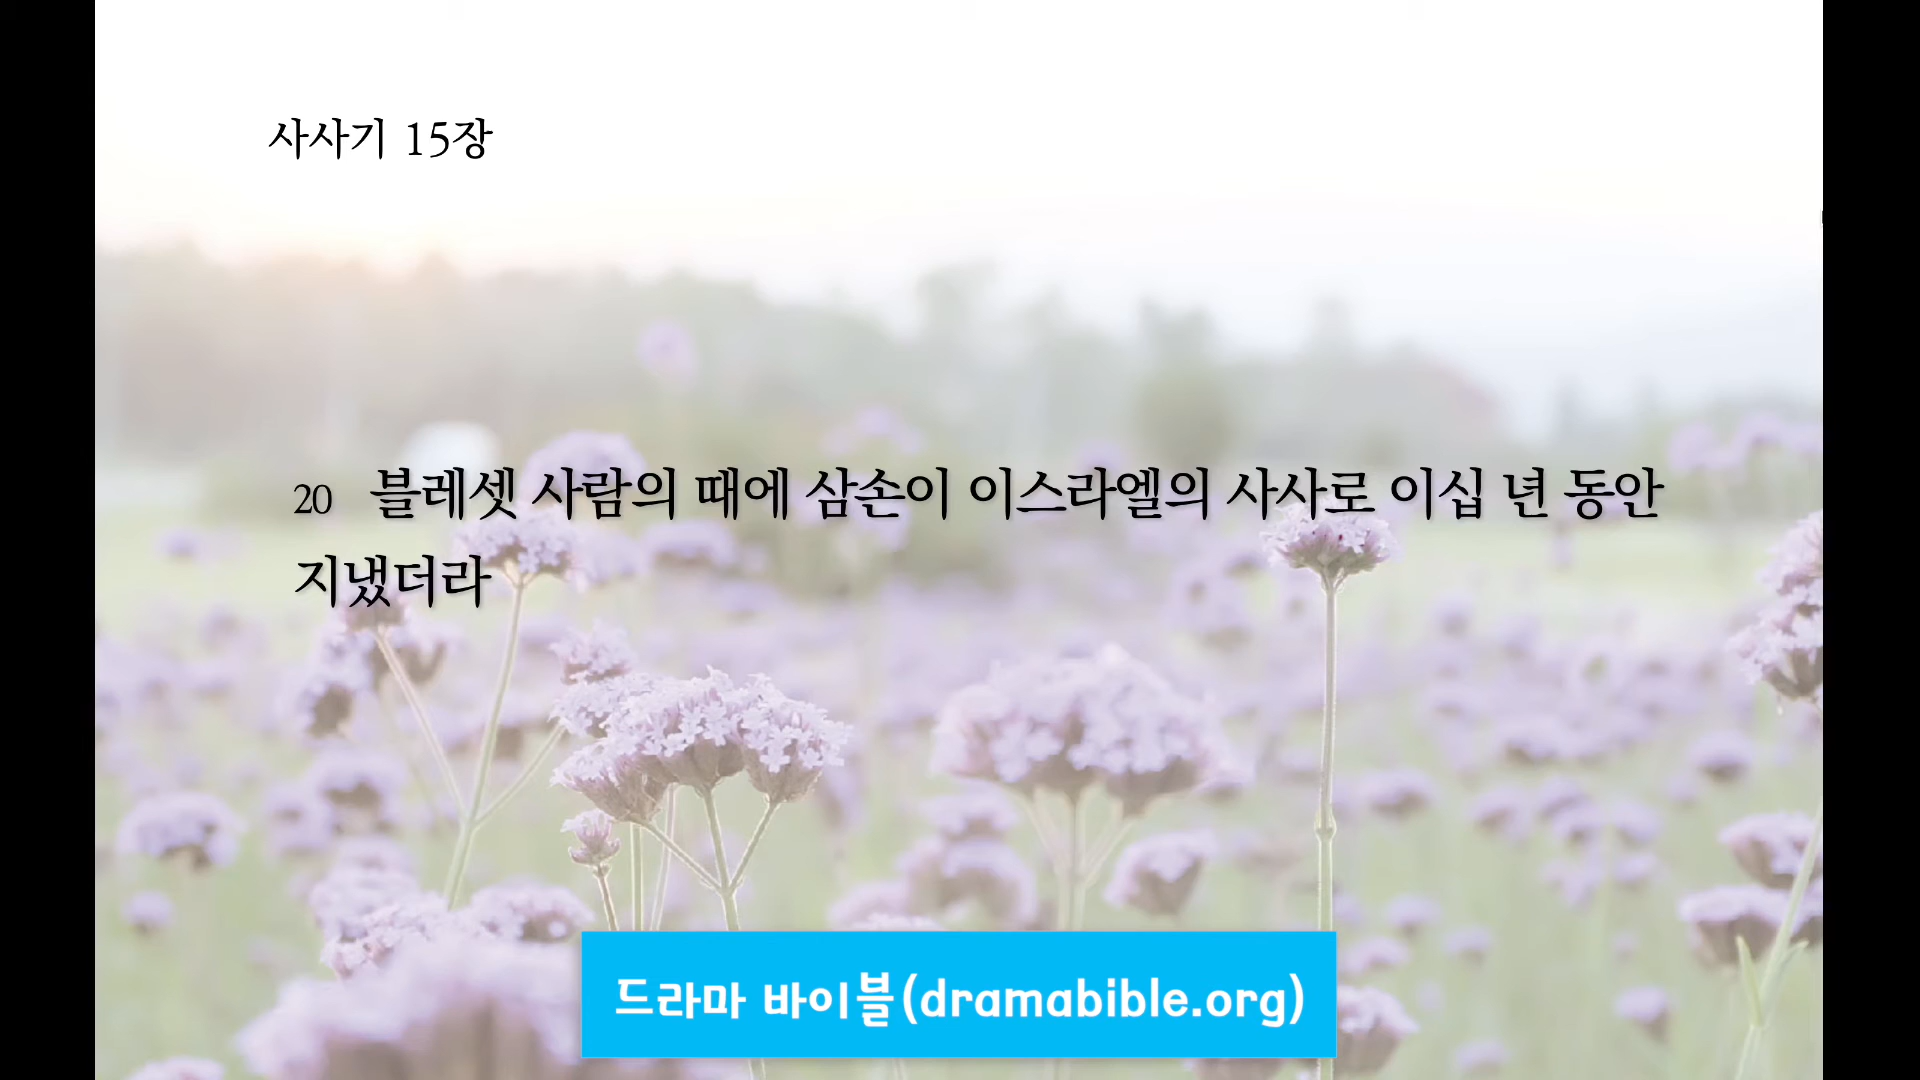 사사기 15장
20 블레셋 사람의 때에 삼손이 이스라엘의 사사로 이십 년 동안
지냈더라
드라마 바이블(dramabible.org)